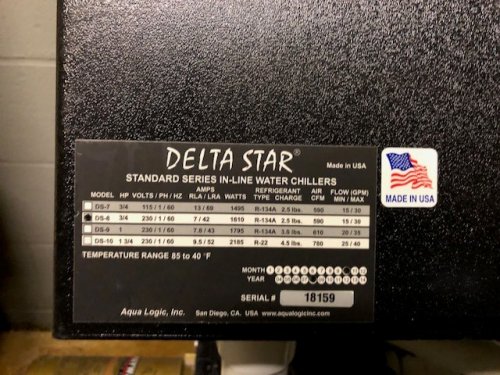 DELTA STAR®
Made in USA
STANDARD SERIES IN-LINE WATER CHILLERS
MODEL HP VOLTS / PH / HZ AMPS RLA / LRA WATTS REFRIGERANT TYPE CHARGE AIR CFM FLOW (GPM) MIN / MAX
DS-7 3/4 115 / 1 / 60 13 / 69 1495 R-134A 2.5 lbs. 590 15 / 30
DS-8 3/4 230 / 1 / 60 7 / 42 1610 R-134A 2.5 lbs. 590 15 / 30
DS-9 1 230 / 1 / 60 7.8 / 43 1795 R-134A 3.0 lbs. 610 20 / 35
DS-10 1 3/4 230 / 1 / 60 9.5 / 52 2185 R-22 4.5 lbs. 780 25 / 40
TEMPERATURE RANGE 85 to 40 °F
MONTH
YEAR
SERIAL # 18159
Aqua Logic, Inc. San Diego, CA. USA www.aqualogicinc.com
MADE IN USA